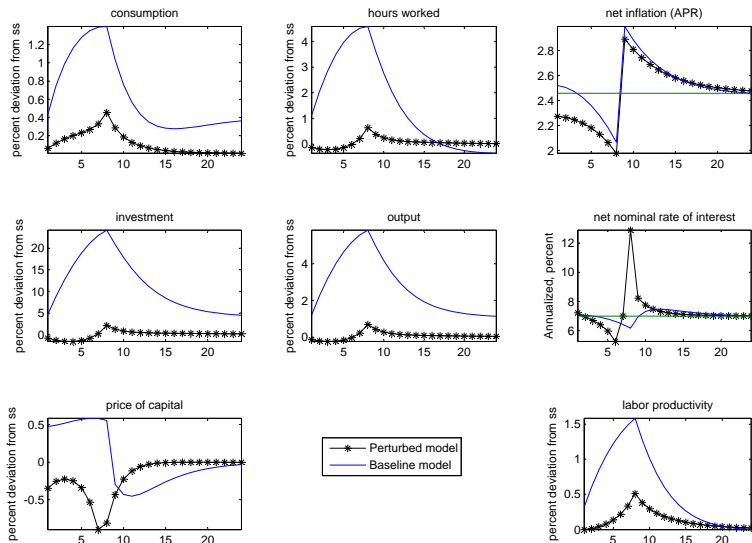 consumption
hours worked
net inflation (APR)
percent deviation from ss
1.2
1
0.8
0.6
0.4
0.2
5 10 15 20
percent deviation from ss
4
2
0
5 10 15 20
2.8
2.6
2.4
2.2
2
5 10 15 20
investment
output
net nominal rate of interest
percent deviation from ss
20
15
10
5
0
5 10 15 20
percent deviation from ss
4
2
0
5 10 15 20
Annualized, percent
12
10
8
6
5 10 15 20
price of capital
labor productivity
percent deviation from ss
0.5
0
-0.5
5 10 15 20
Perturbed model
Baseline model
percent deviation from ss
1.5
1
0.5
0
5 10 15 20